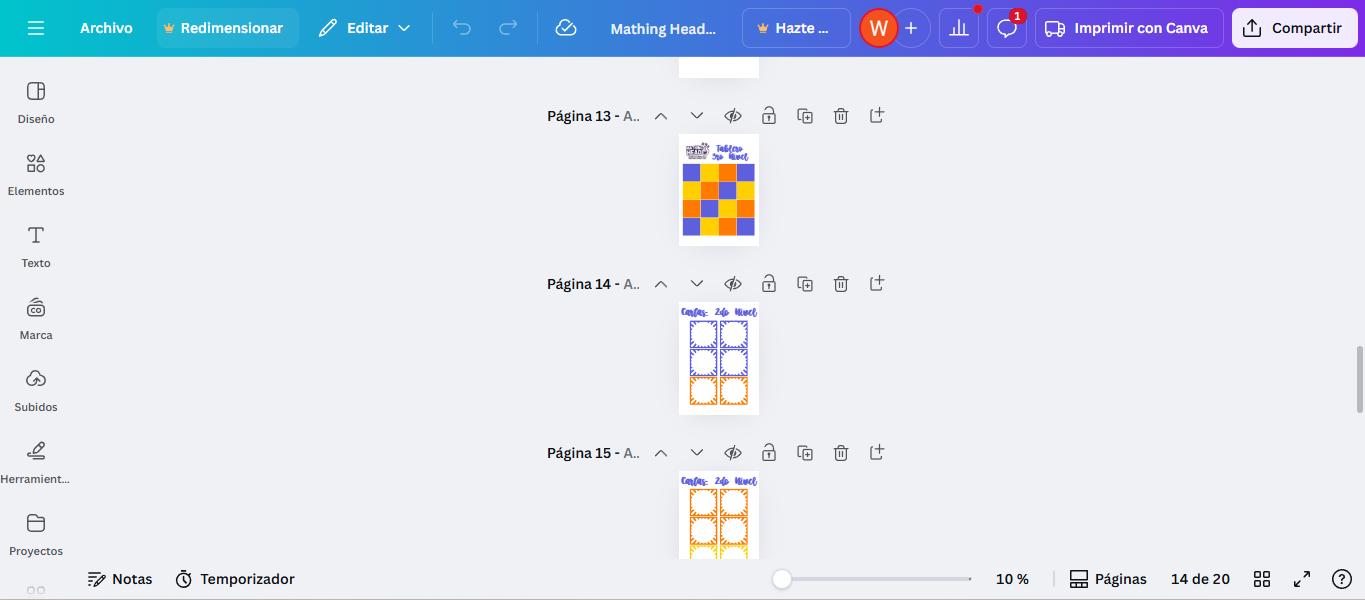 Archivo
Redimensionar
Editar
Mathing Head...
Hazte ...
W
1
Imprimir con Canva
Compartir
Diseño
Elementos
Texto
Marca
Subidos
Herramient...
Proyectos
Página 13 - A..
Tablero
3ro Nivel
Página 14 - A..
Cartas: 2do Nivel
Página 15 - A..
Cartas: 2do Nivel
Notas
Temporizador
10 %
Páginas
14 de 20